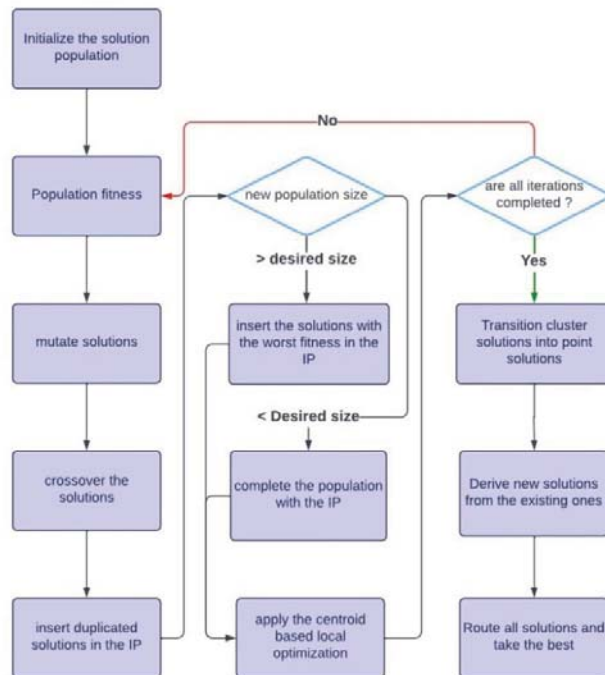 Initialize the solution
population
Population fitness
mutate solutions
crossover the
solutions
insert duplicated
solutions in the IP
No
new population size
> desired size
insert the solutions with
the worst fitness in the
IP
< Desired size
complete the population
with the IP
apply the centroid
based local
optimization
are all iterations
completed ?
Yes
Transition cluster
solutions into point
solutions
Derive new solutions
from the existing ones
Route all solutions and
take the best